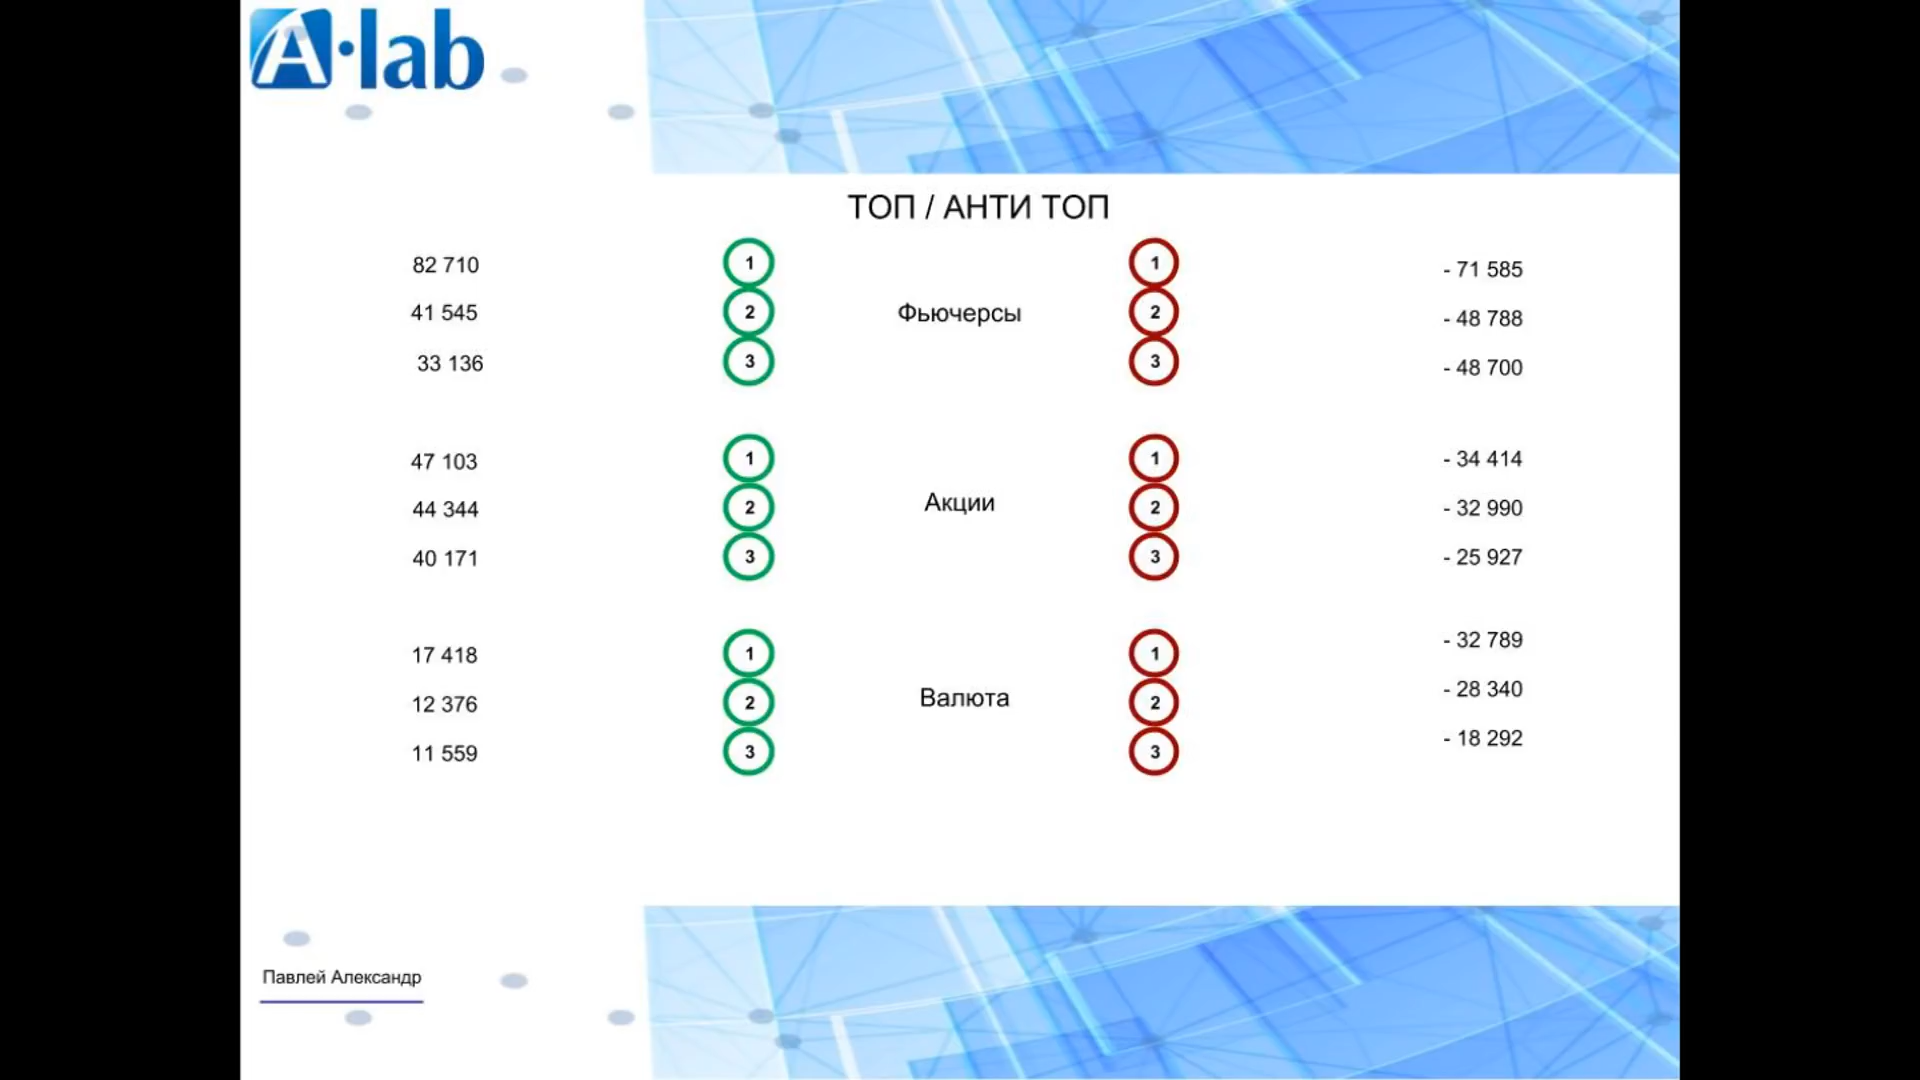 A·lab
ТОП / АНТИ ТОП
82 710 1 1 - 71 585
41 545 2 Фьючерсы 2 - 48 788
33 136 3 3 - 48 700
47 103 1 1 - 34 414
44 344 2 Акции 2 - 32 990
40 171 3 3 - 25 927
17 418 1 1 - 32 789
12 376 2 Валюта 2 - 28 340
11 559 3 3 - 18 292
Павлей Александр